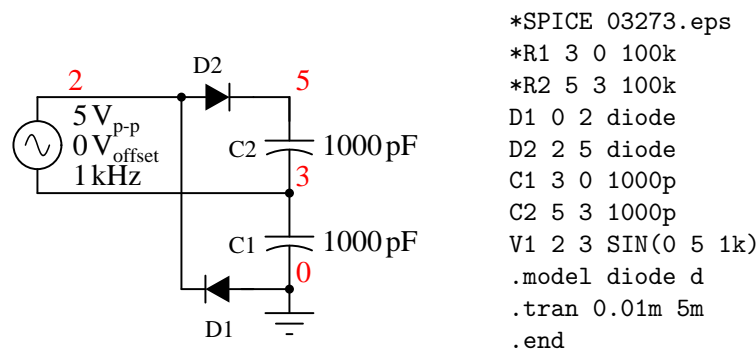 2
D2
5
5 Vp-p
0 Voffset
1 kHz
C2
1000 pF
3
C1
1000 pF
0
D1
*SPICE 03273.eps
*R1 3 0 100k
*R2 5 3 100k
D1 0 2 diode
D2 2 5 diode
C1 3 0 1000p
C2 5 3 1000p
V1 2 3 SIN(0 5 1k)
.model diode d
.tran 0.01m 5m
.end